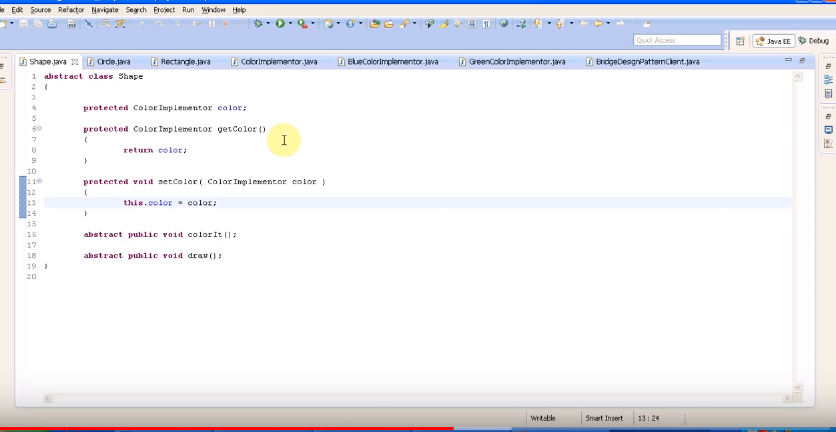 Edit Source Refactor Navigate Search Project Run Window Help
Quick Access
Java EE Debug
Shape.java Circle.java Rectangle.java ColorImplementor.java BlueColorImplementor.java GreenColorImplementor.java BridgeDesignPatternClient.java
1 abstract class Shape
2 {
3
4 protected ColorImplementor color;
5
6 protected ColorImplementor getColor()
7 {
8 return color;
9 }
10
11 protected void setColor( ColorImplementor color )
12 {
13 this.color = color;
14 }
15
16 abstract public void colorIt();
17
18 abstract public void draw();
19 }
20
Writable Smart Insert 13 : 24